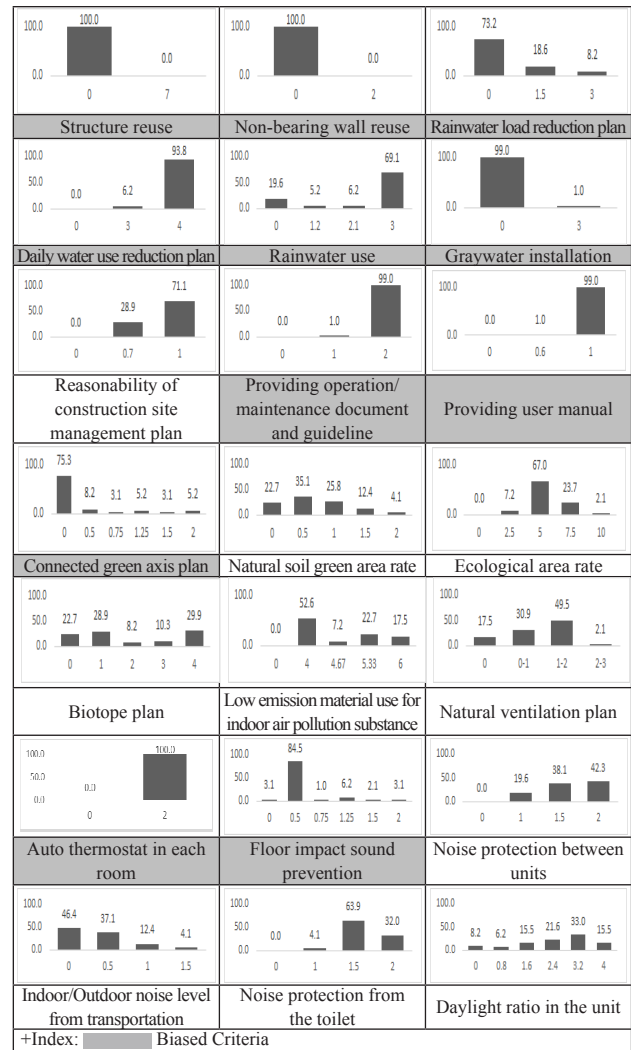 100.0 100.0 0.0 0.0 0 7
100.0 100.0 0.0 0.0 0 2
100.0 73.2 18.6 8.2 0.0 0 1.5 3
Structure reuse
Non-bearing wall reuse
Rainwater load reduction plan
100.0 50.0 0.0 0.0 6.2 93.8 0 3 4
100.0 50.0 0.0 19.6 5.2 6.2 69.1 0 1.2 2.1 3
100.0 0.0 99.0 1.0 0 3
Daily water use reduction plan
Rainwater use
Graywater installation
100.0 50.0 0.0 0.0 28.9 71.1 0 0.7 1
100.0 50.0 0.0 0.0 1.0 99.0 0 1 2
100.0 0.0 0.0 1.0 99.0 0 0.6 1
Reasonability of
construction site
management plan
Providing operation/
maintenance document
and guideline
Providing user manual
100.0 0.0 75.3 8.2 3.1 5.2 3.1 5.2 0 0.5 0.75 1.25 1.5 2
100.0 50.0 0.0 22.7 35.1 25.8 12.4 4.1 0 0.5 1 1.5 2
100.0 50.0 0.0 0.0 7.2 67.0 23.7 2.1 0 2.5 5 7.5 10
Connected green axis plan
Natural soil green area rate
Ecological area rate
100.0 50.0 0.0 22.7 28.9 8.2 10.3 29.9 0 1 2 3 4
100.0 50.0 0.0 0.0 52.6 7.2 22.7 17.5 0 4 4.67 5.33 6
100.0 50.0 0.0 17.5 30.9 49.5 2.1 0 0-1 1-2 2-3
Biotope plan
Low emission material use for
indoor air pollution substance
Natural ventilation plan
100.0 50.0 0.0 0.0 100.0 0 2
100.0 50.0 0.0 3.1 84.5 1.0 6.2 2.1 3.1 0 0.5 0.75 1.25 1.5 2
100.0 50.0 0.0 0.0 19.6 38.1 42.3 0 1 1.5 2
Auto thermostat in each
room
Floor impact sound
prevention
Noise protection between
units
100.0 50.0 0.0 46.4 37.1 12.4 4.1 0 0.5 1 1.5
100.0 50.0 0.0 0.0 4.1 63.9 32.0 0 1 1.5 2
100.0 50.0 0.0 8.2 6.2 15.5 21.6 33.0 15.5 0 0.8 1.6 2.4 3.2 4
Indoor/Outdoor noise level
from transportation
Noise protection from
the toilet
Daylight ratio in the unit
+Index: Biased Criteria